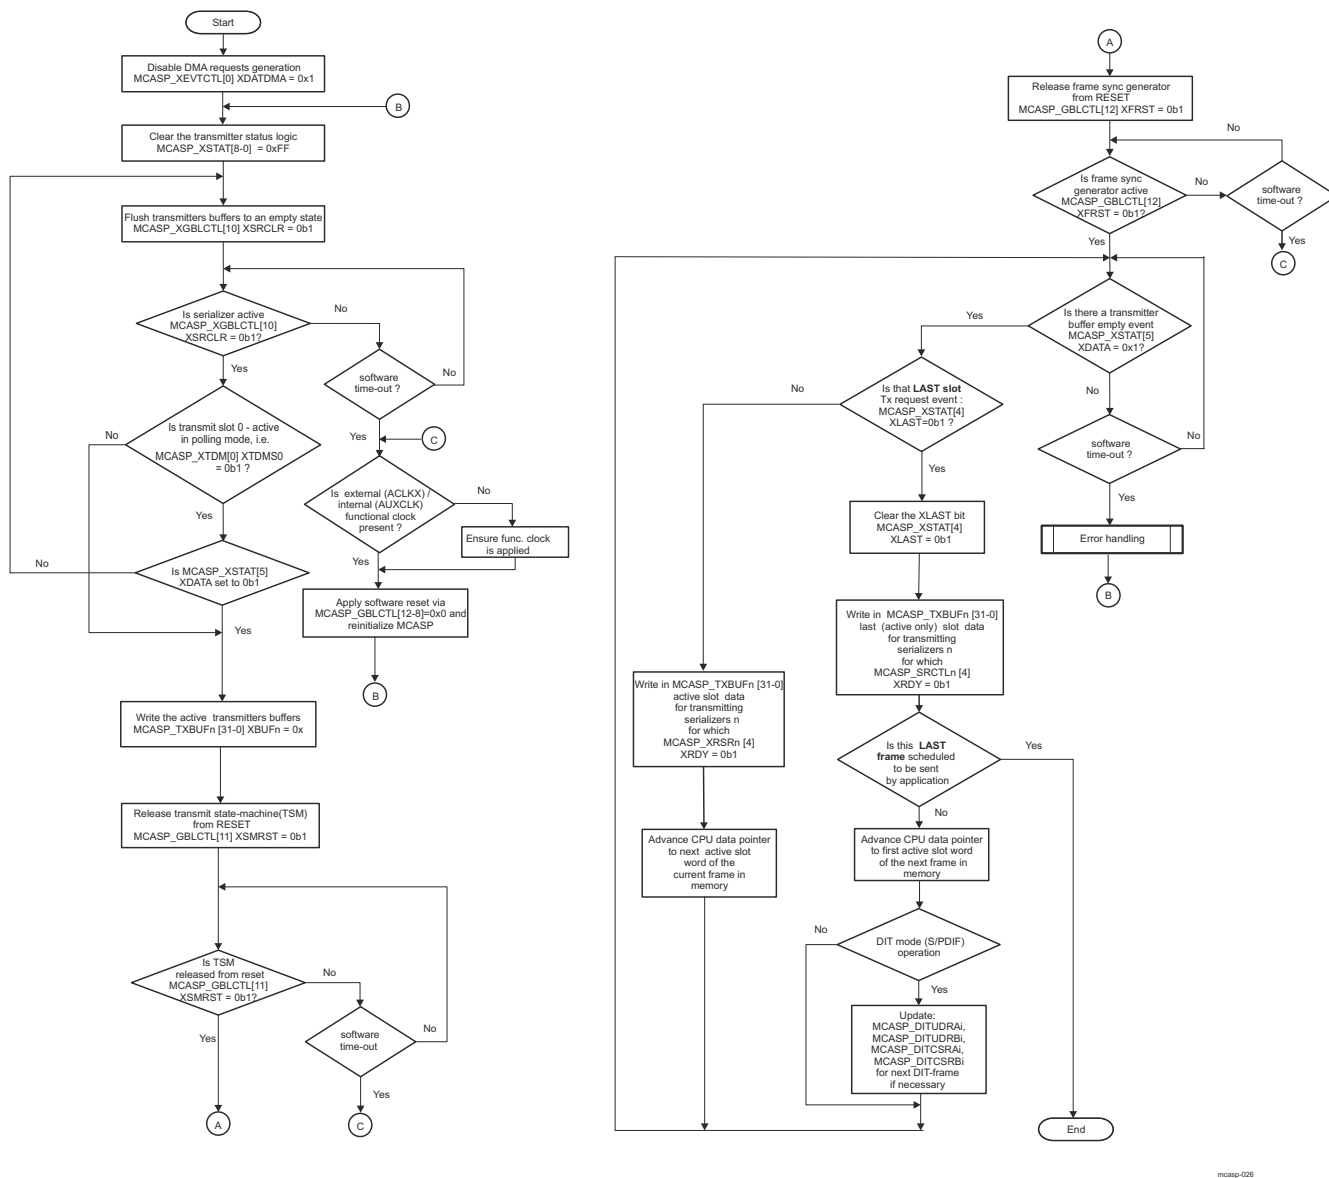 Start
Disable DMA requests generation
MCASP_XEVTCTL[0] XDATDMA = 0x1
B
Clear the transmitter status logic
MCASP_XSTAT[8-0] = 0xFF
Flush transmitters buffers to an empty state
MCASP_XGBLCTL[10] XSRCLR = 0b1
Is serializer active
MCASP_XGBLCTL[10]
XSRCLR = 0b1?
No
Yes
software
time-out ?
No
Yes
C
Is transmit slot 0 - active
in polling mode, i.e.
MCASP_XTDM[0] XTDMS0
= 0b1 ?
No
Yes
Is external (ACLKX) /
internal (AUXCLK)
functional clock
present ?
No
Yes
Ensure func. clock
is applied
Is MCASP_XSTAT[5]
XDATA set to 0b1
No
Yes
Apply software reset via
MCASP_GBLCTL[12-8]=0x0 and
reinitialize MCASP
B
Write the active transmitters buffers
MCASP_TXBUFn [31-0] XBUFn = 0x
Release transmit state-machine(TSM)
from RESET
MCASP_GBLCTL[11] XSMRST = 0b1
Is TSM
released from reset
MCASP_GBLCTL[11]
XSMRST = 0b1?
No
Yes
software
time-out
No
Yes
A
C
A
Release frame sync generator
from RESET
MCASP_GBLCTL[12] XFRST = 0b1
No
Is frame sync
generator active
MCASP_GBLCTL[12]
XFRST = 0b1?
No
Yes
software
time-out ?
Yes
C
Is there a transmitter
buffer empty event
MCASP_XSTAT[5]
XDATA = 0x1?
Yes
No
software
time-out ?
No
Yes
Error handling
B
Is that LAST slot
Tx request event :
MCASP_XSTAT[4]
XLAST=0b1 ?
No
Yes
Clear the XLAST bit
MCASP_XSTAT[4]
XLAST = 0b1
Write in MCASP_TXBUFn [31-0]
last (active only) slot data
for transmitting
serializers n
for which
MCASP_SRCTLn [4]
XRDY = 0b1
Write in MCASP_TXBUFn [31-0]
active slot data
for transmitting
serializers n
for which
MCASP_XRSRn [4]
XRDY = 0b1
Is this LAST
frame scheduled
to be sent
by application
Yes
No
Advance CPU data pointer
to next active slot
word of the
current frame in
memory
Advance CPU data pointer
to first active slot word
of the next frame in
memory
DIT mode (S/PDIF)
operation
No
Yes
Update:
MCASP_DITUDRAi,
MCASP_DITUDRBi,
MCASP_DITCSRAi,
MCASP_DITCSRBi
for next DIT-frame
if necessary
End
mcasp-026